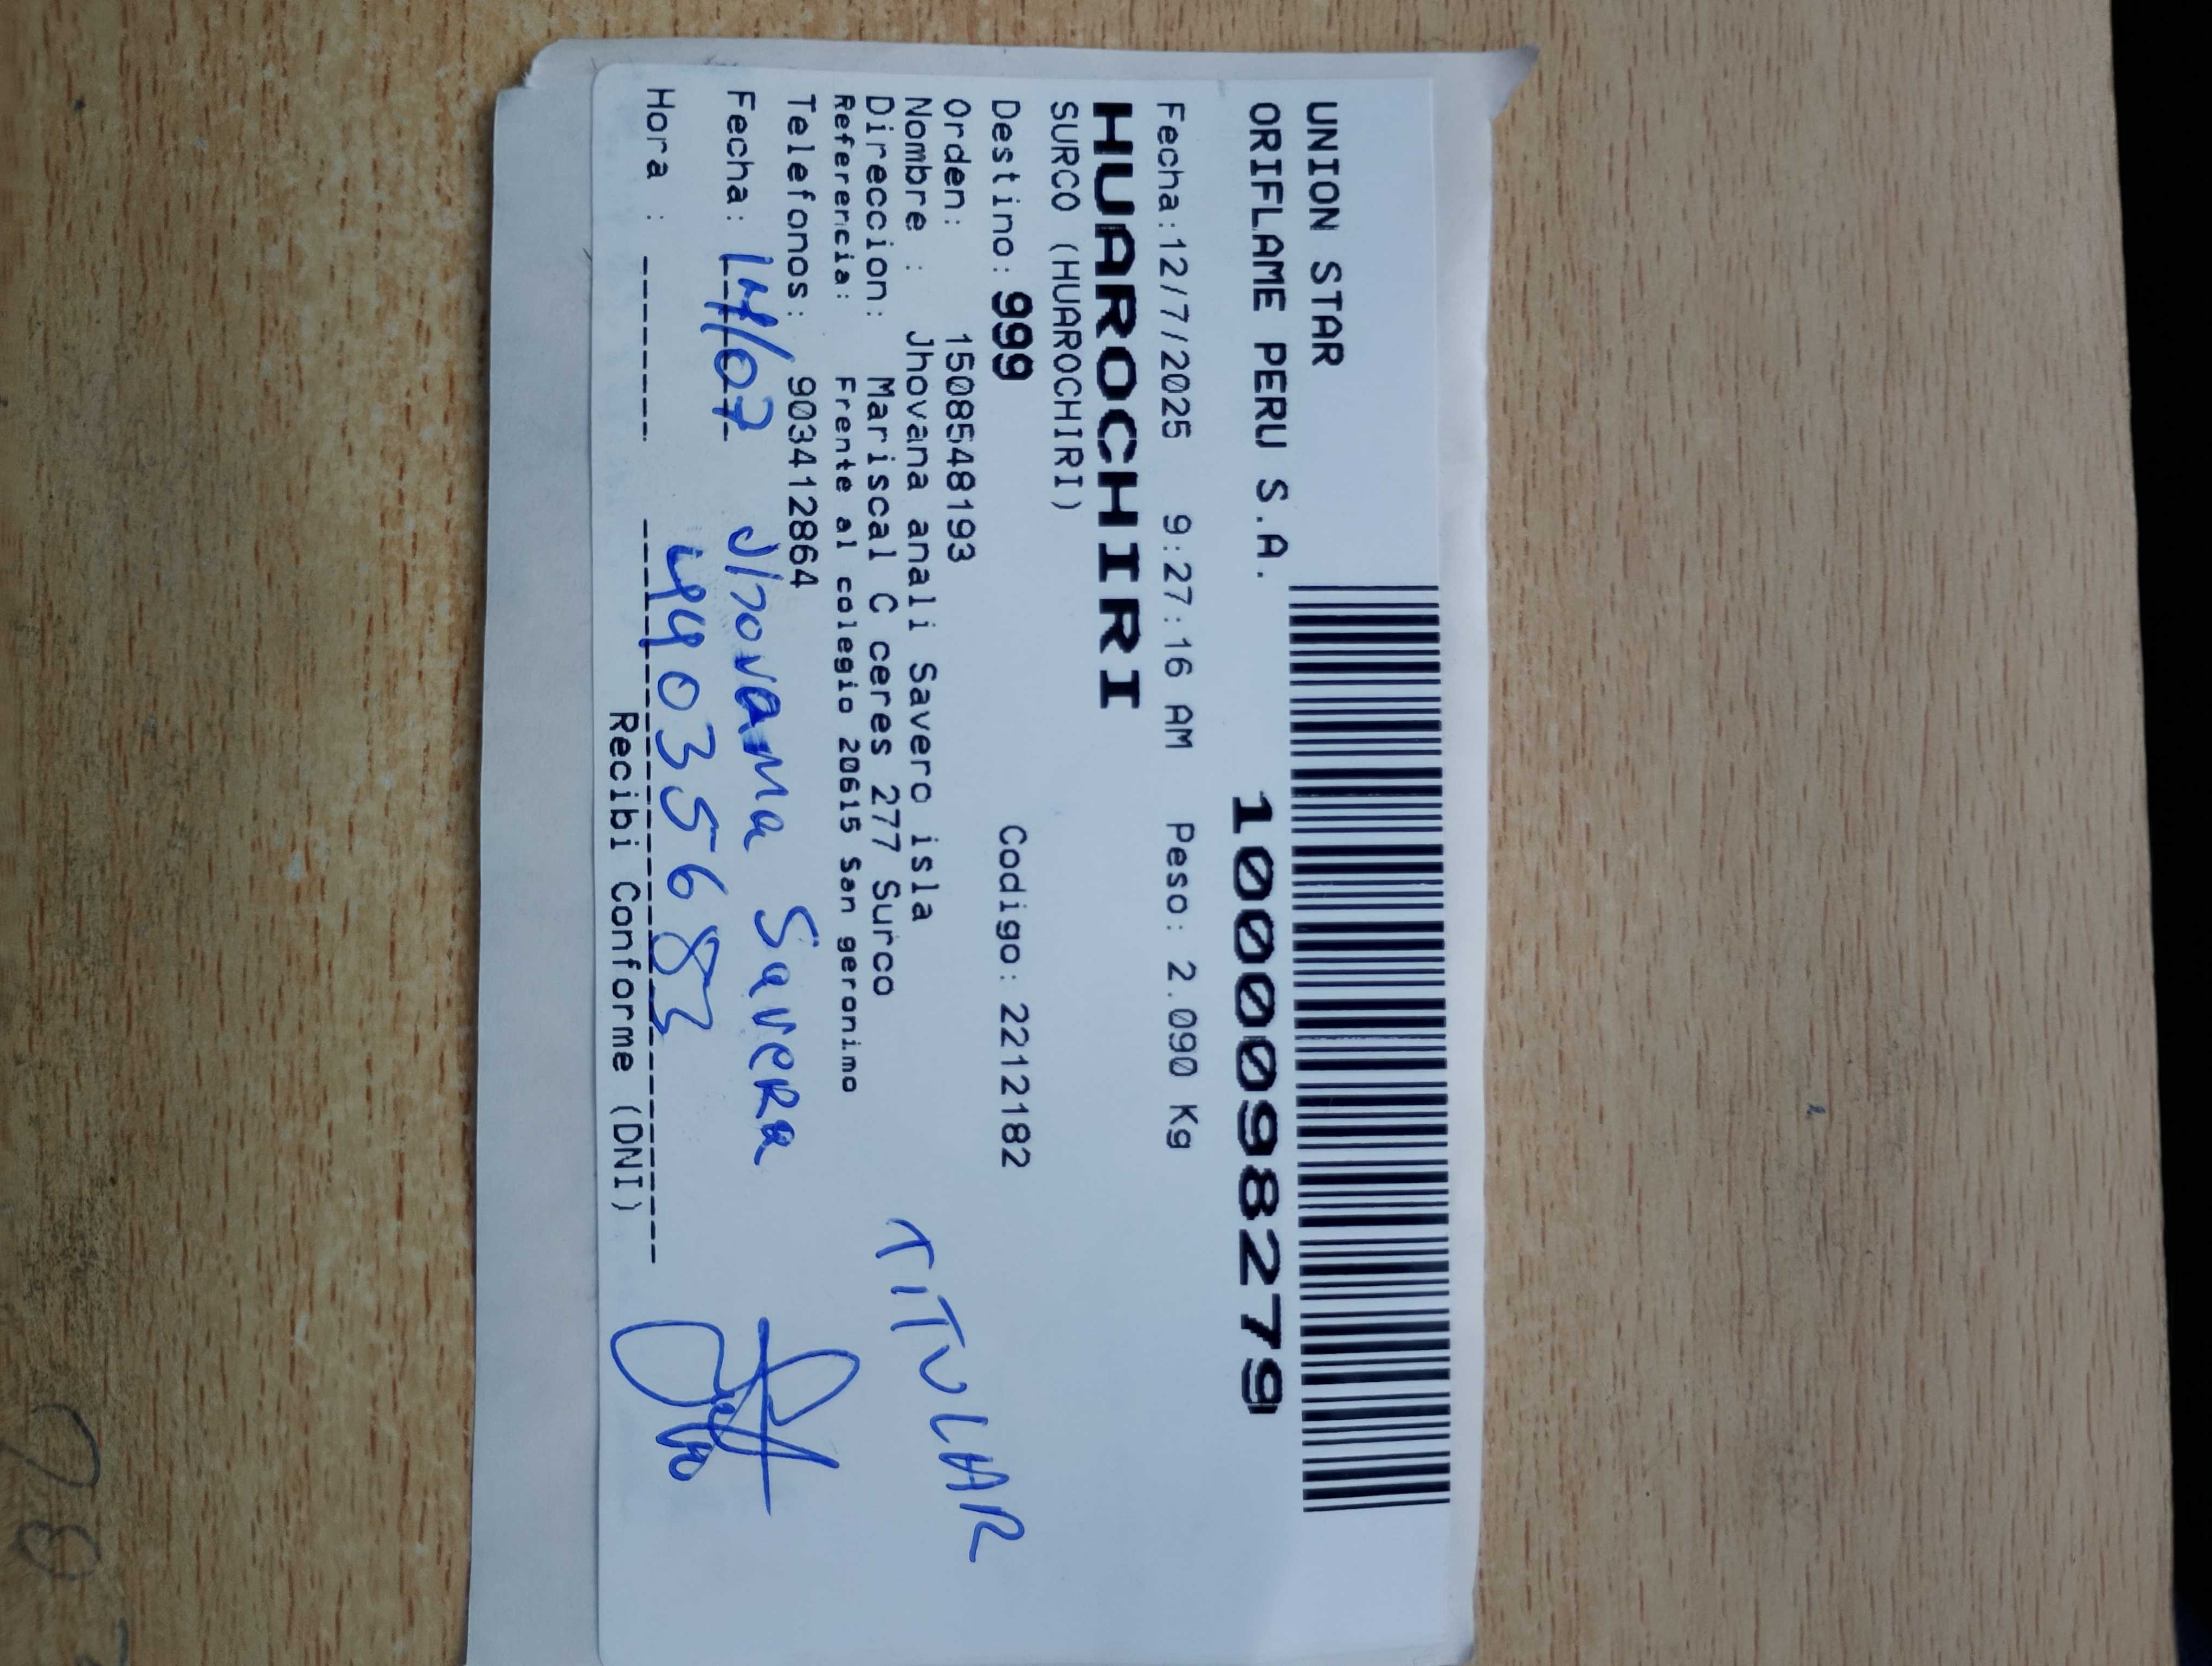 UNION STAR
ORIFLAME PERU S.A.
1000098279
Fecha:12/7/2025 9:27:16 AM Peso: 2.090 Kg
HUAROCHIRI
SURCO (HUAROCHIRI)
Destino: 999 Codigo: 2212182
Orden: 1508548193
Nombre : Jhovana anali Savero isla
Direccion: Mariscal C ceres 277 Surco
Referencia: Frente al colegio 20615 San geronimo
Telefonos: 903412864
TITULAR
Fecha: 14/07 Jhovana Savera
44035683
Hora :
Recibi Conforme (DNI)